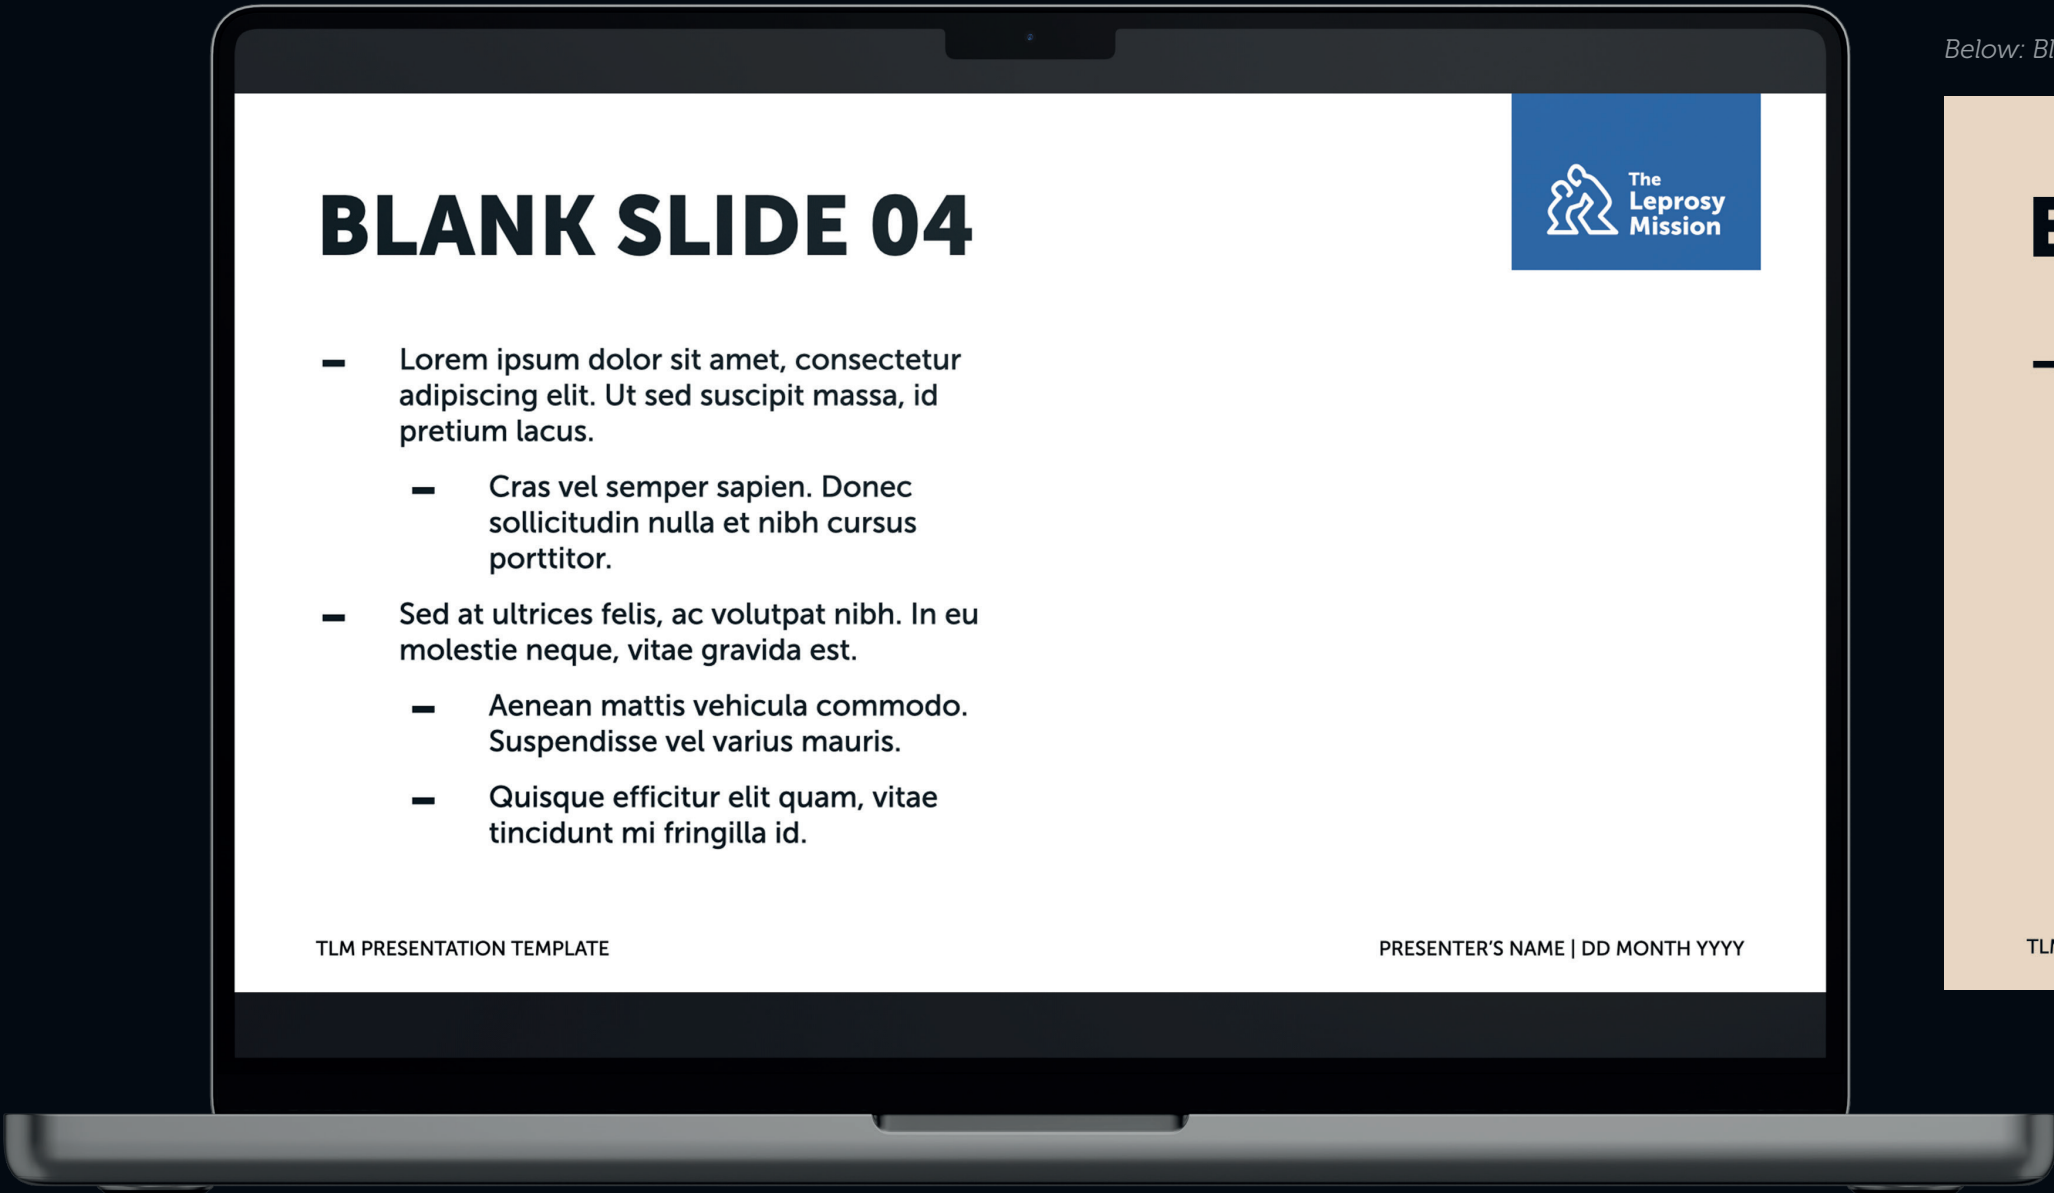 BLANK SLIDE 04
The
Leprosy
Mission
– Lorem ipsum dolor sit amet, consectetur
adipiscing elit. Ut sed suscipit massa, id
pretium lacus.
– Cras vel semper sapien. Donec
sollicitudin nulla et nibh cursus
porttitor.
– Sed at ultrices felis, ac volutpat nibh. In eu
molestie neque, vitae gravida est.
– Aenean mattis vehicula commodo.
Suspendisse vel varius mauris.
– Quisque efficitur elit quam, vitae
tincidunt mi fringilla id.
TLM PRESENTATION TEMPLATE
PRESENTER’S NAME | DD MONTH YYYY
Below: